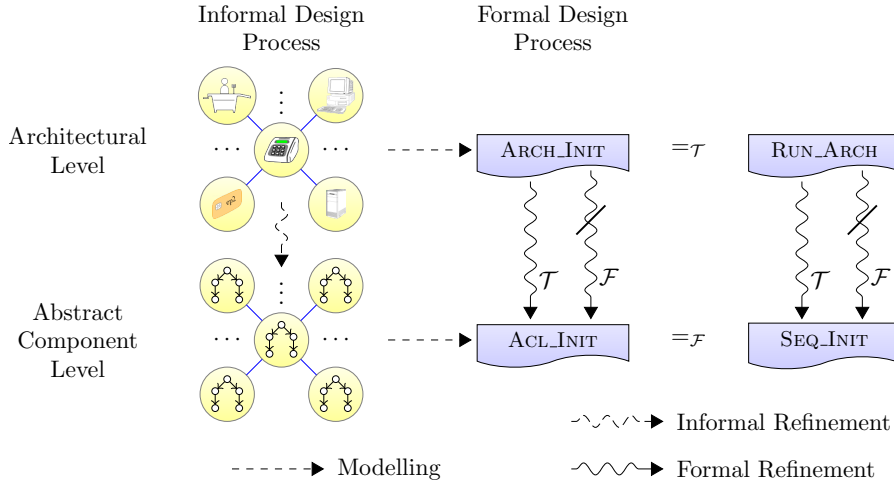 Informal Design
Process
Formal Design
Process
Architectural
Level
ep2
ARCH_INIT
=𝒯
RUN_ARCH
𝒯
ℱ
𝒯
ℱ
Abstract
Component
Level
ACL_INIT
=ℱ
SEQ_INIT
Informal Refinement
Modelling
Formal Refinement